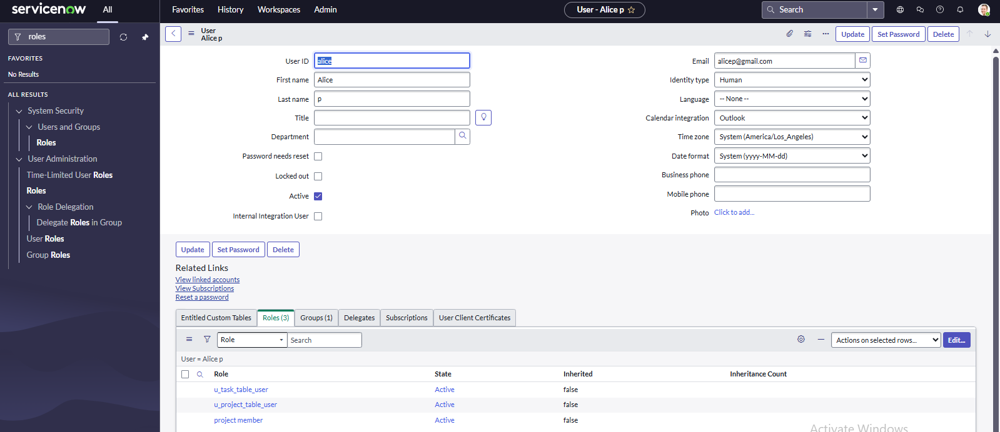 servicenow
All
Favorites
History
Workspaces
Admin
User - Alice p
Search
roles
FAVORITES
No Results
ALL RESULTS
System Security
Users and Groups
Roles
User Administration
Time-Limited User Roles
Roles
Role Delegation
Delegate Roles in Group
User Roles
Group Roles
User
Alice p
Update
Set Password
Delete
User ID
alice
First name
Alice
Last name
p
Title
Department
Password needs reset
Locked out
Active
Internal Integration User
Email
alicep@gmail.com
Identity type
Human
Language
-- None --
Calendar integration
Outlook
Time zone
System (America/Los_Angeles)
Date format
System (yyyy-MM-dd)
Business phone
Mobile phone
Photo
Click to add...
Update
Set Password
Delete
Related Links
View linked accounts
View Subscriptions
Reset a password
Entitled Custom Tables
Roles (3)
Groups (1)
Delegates
Subscriptions
User Client Certificates
Role
Search
Actions on selected rows...
Edit...
User = Alice p
Role
State
Inherited
Inheritance Count
u_task_table_user
Active
false
u_project_table_user
Active
false
project member
Active
false
Activate Windows